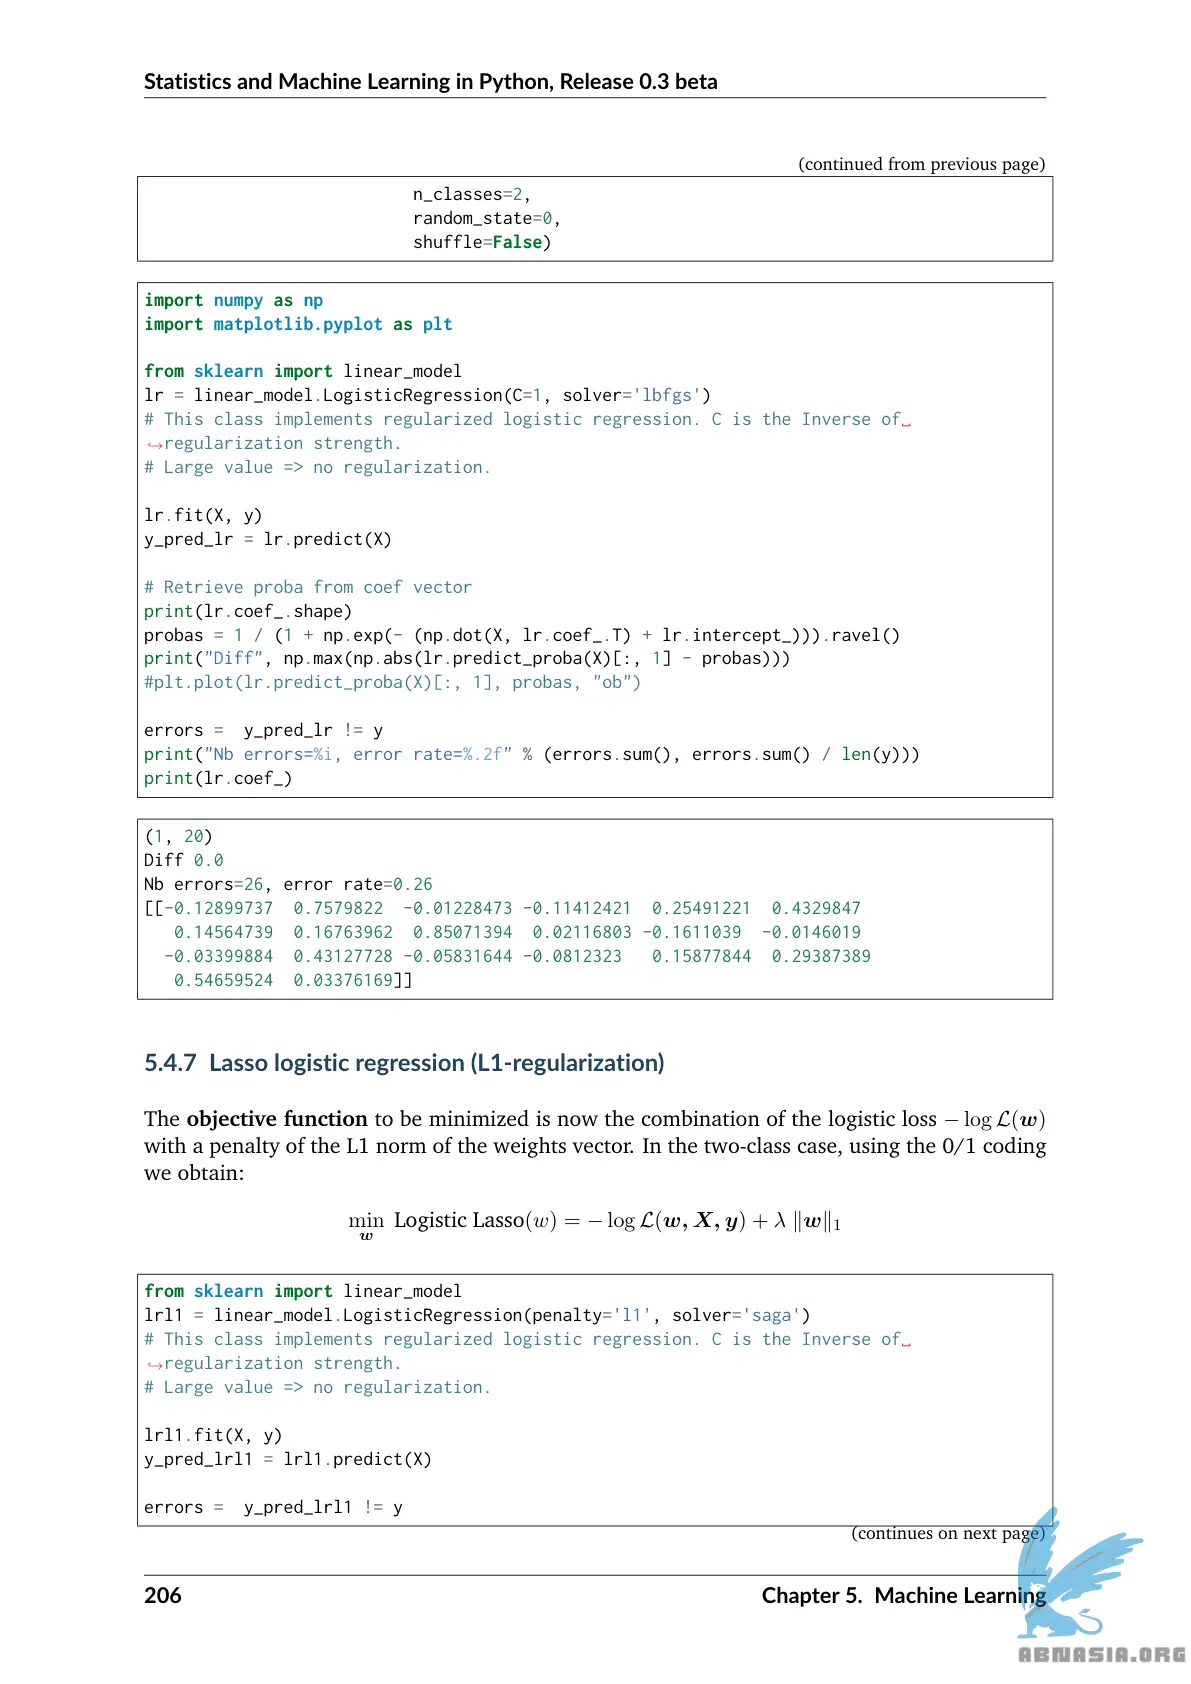 Statistics and Machine Learning in Python, Release 0.3 beta
(continued from previous page)
n_classes=2,
random_state=0,
shuffle=False)
import numpy as np
import matplotlib.pyplot as plt
from sklearn import linear_model
lr = linear_model.LogisticRegression(C=1, solver='lbfgs')
# This class implements regularized logistic regression. C is the Inverse of␣
↪regularization strength.
# Large value => no regularization.
lr.fit(X, y)
y_pred_lr = lr.predict(X)
# Retrieve proba from coef vector
print(lr.coef_.shape)
probas = 1 / (1 + np.exp(- (np.dot(X, lr.coef_.T) + lr.intercept_))).ravel()
print("Diff", np.max(np.abs(lr.predict_proba(X)[:, 1] - probas)))
#plt.plot(lr.predict_proba(X)[:, 1], probas, "ob")
errors =  y_pred_lr != y
print("Nb errors=%i, error rate=%.2f" % (errors.sum(), errors.sum() / len(y)))
print(lr.coef_)
(1, 20)
Diff 0.0
Nb errors=26, error rate=0.26
[[-0.12899737  0.7579822  -0.01228473 -0.11412421  0.25491221  0.4329847
0.14564739  0.16763962  0.85071394  0.02116803 -0.1611039  -0.0146019
-0.03399884  0.43127728 -0.05831644 -0.0812323   0.15877844  0.29387389
0.54659524  0.03376169]]
5.4.7 Lasso logistic regression (L1-regularization)
The objective function to be minimized is now the combination of the logistic loss − log ℒ(w)
with a penalty of the L1 norm of the weights vector. In the two-class case, using the 0/1 coding
we obtain:
min Logistic Lasso(w) = − log ℒ(w, X, y) + λ ‖w‖₁
w
from sklearn import linear_model
lrl1 = linear_model.LogisticRegression(penalty='l1', solver='saga')
# This class implements regularized logistic regression. C is the Inverse of␣
↪regularization strength.
# Large value => no regularization.
lrl1.fit(X, y)
y_pred_lrl1 = lrl1.predict(X)
errors =  y_pred_lrl1 != y
(continues on next page)
206 Chapter 5. Machine Learning
ABNASIA.ORG